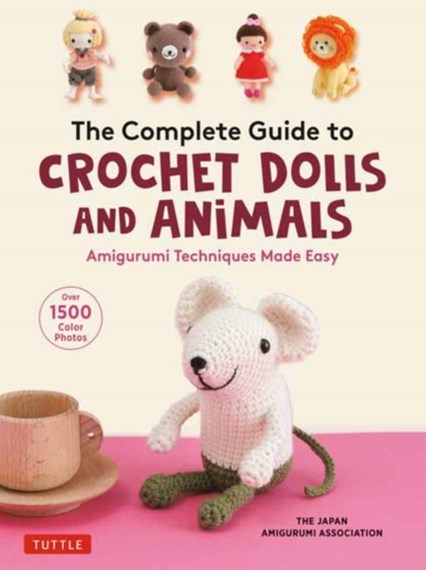 The Complete Guide to
CROCHET DOLLS
AND ANiMALS
Amigurumi Techniques Made Easy
Over
1500
Color
Photos
THE JAPAN
AMIGURUMI ASSOCIATION
TUTTLE